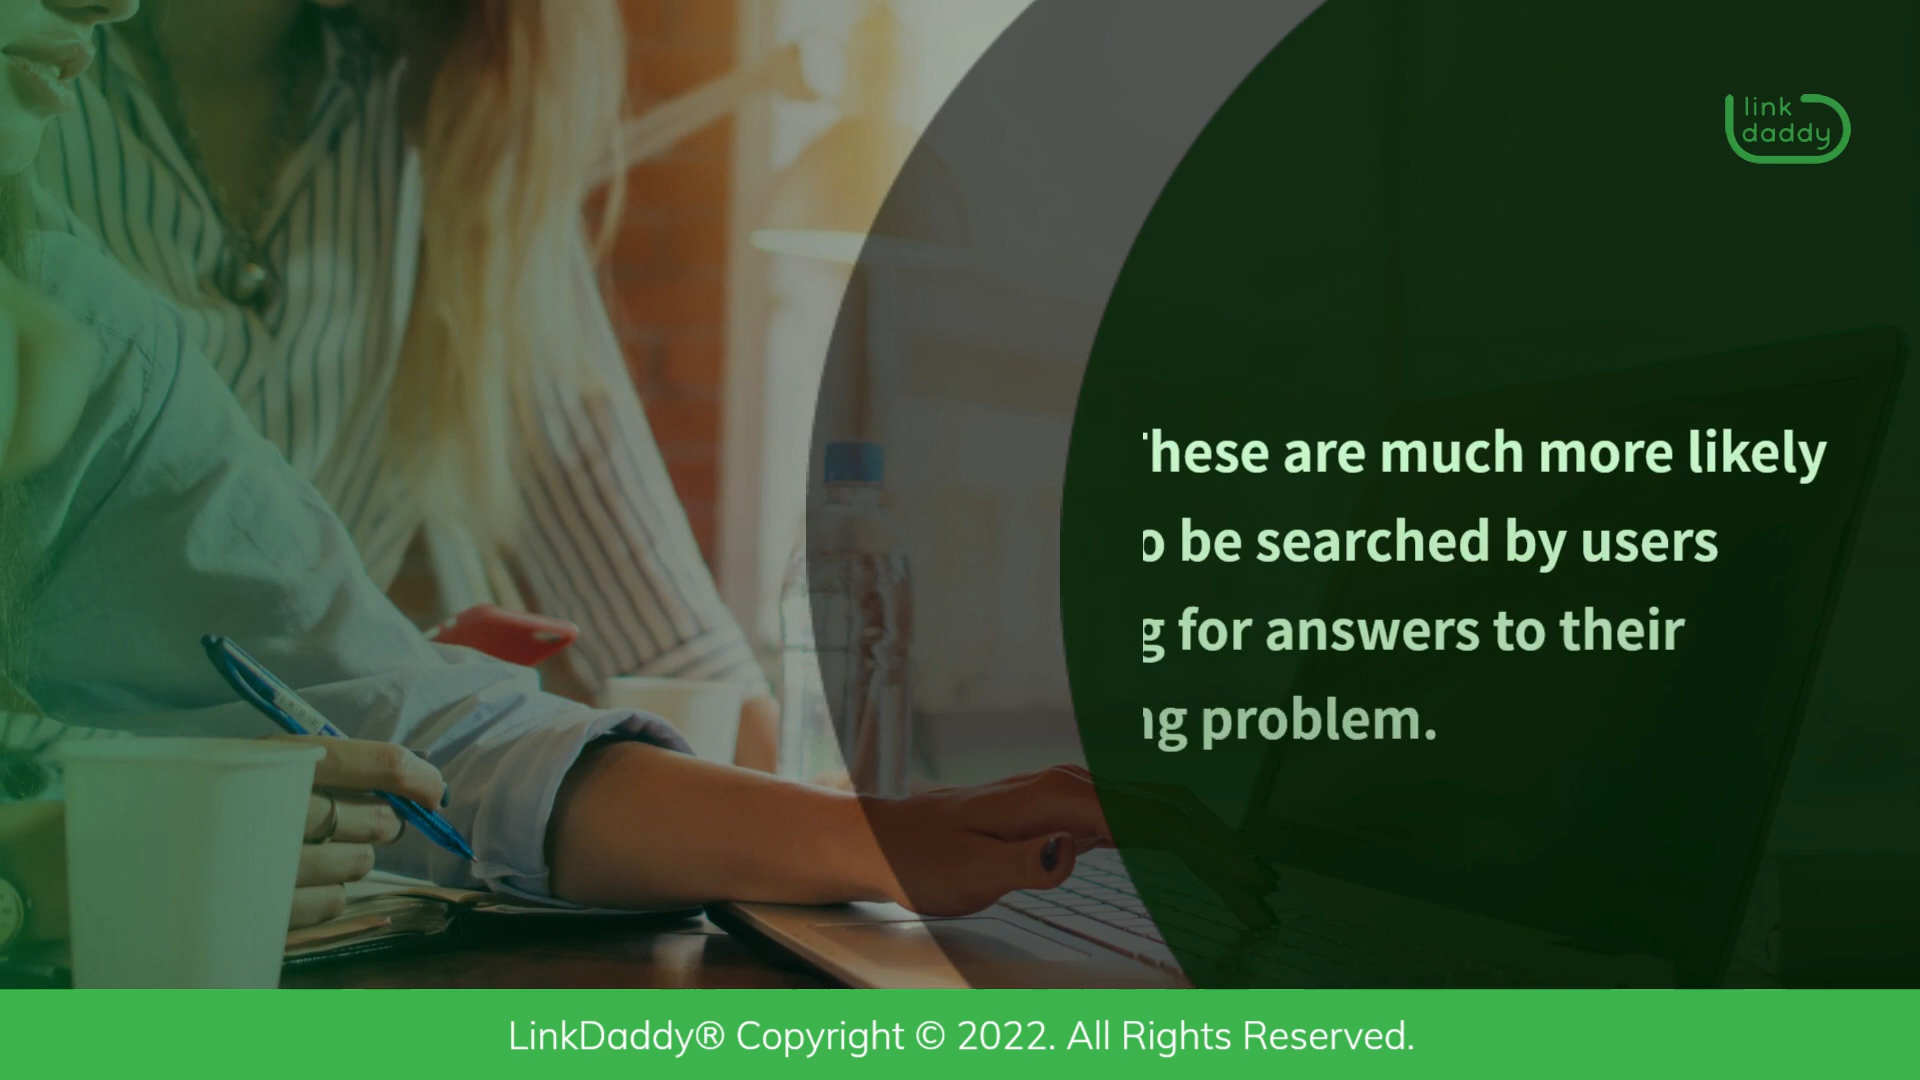 link
daddy
hese are much more likely
o be searched by users
g for answers to their
ng problem.
LinkDaddy® Copyright © 2022. All Rights Reserved.